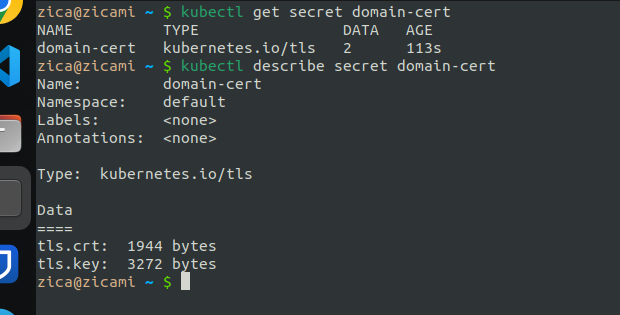 zica@zicami ~ $ kubectl get secret domain-cert
NAME          TYPE                DATA   AGE
domain-cert   kubernetes.io/tls   2      113s
zica@zicami ~ $ kubectl describe secret domain-cert
Name:         domain-cert
Namespace:    default
Labels:       <none>
Annotations:  <none>

Type:  kubernetes.io/tls

Data
====
tls.crt:  1944 bytes
tls.key:  3272 bytes
zica@zicami ~ $